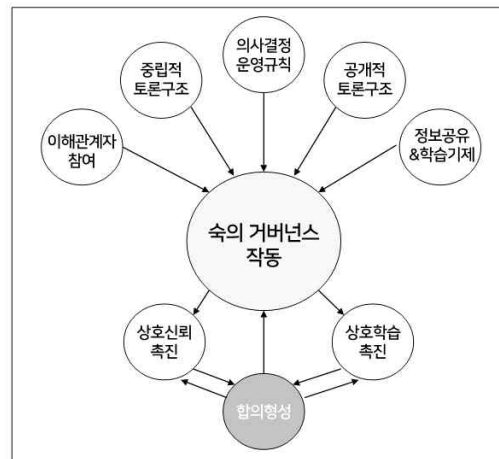 의사결정
운영규칙
중립적
토론구조
공개적
토론구조
이해관계자
참여
정보공유
&학습기제
숙의 거버넌스
작동
상호신뢰
촉진
상호학습
촉진
합의형성